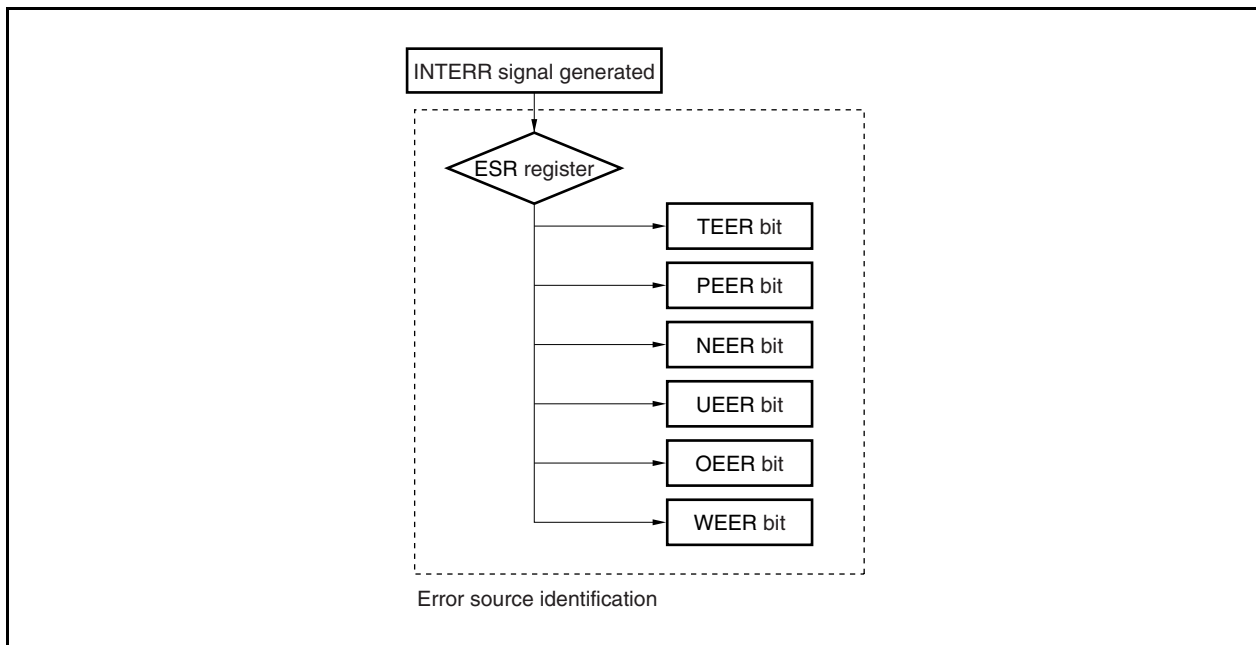 INTERR signal generated
ESR register
TEER bit
PEER bit
NEER bit
UEER bit
OEER bit
WEER bit
Error source identification